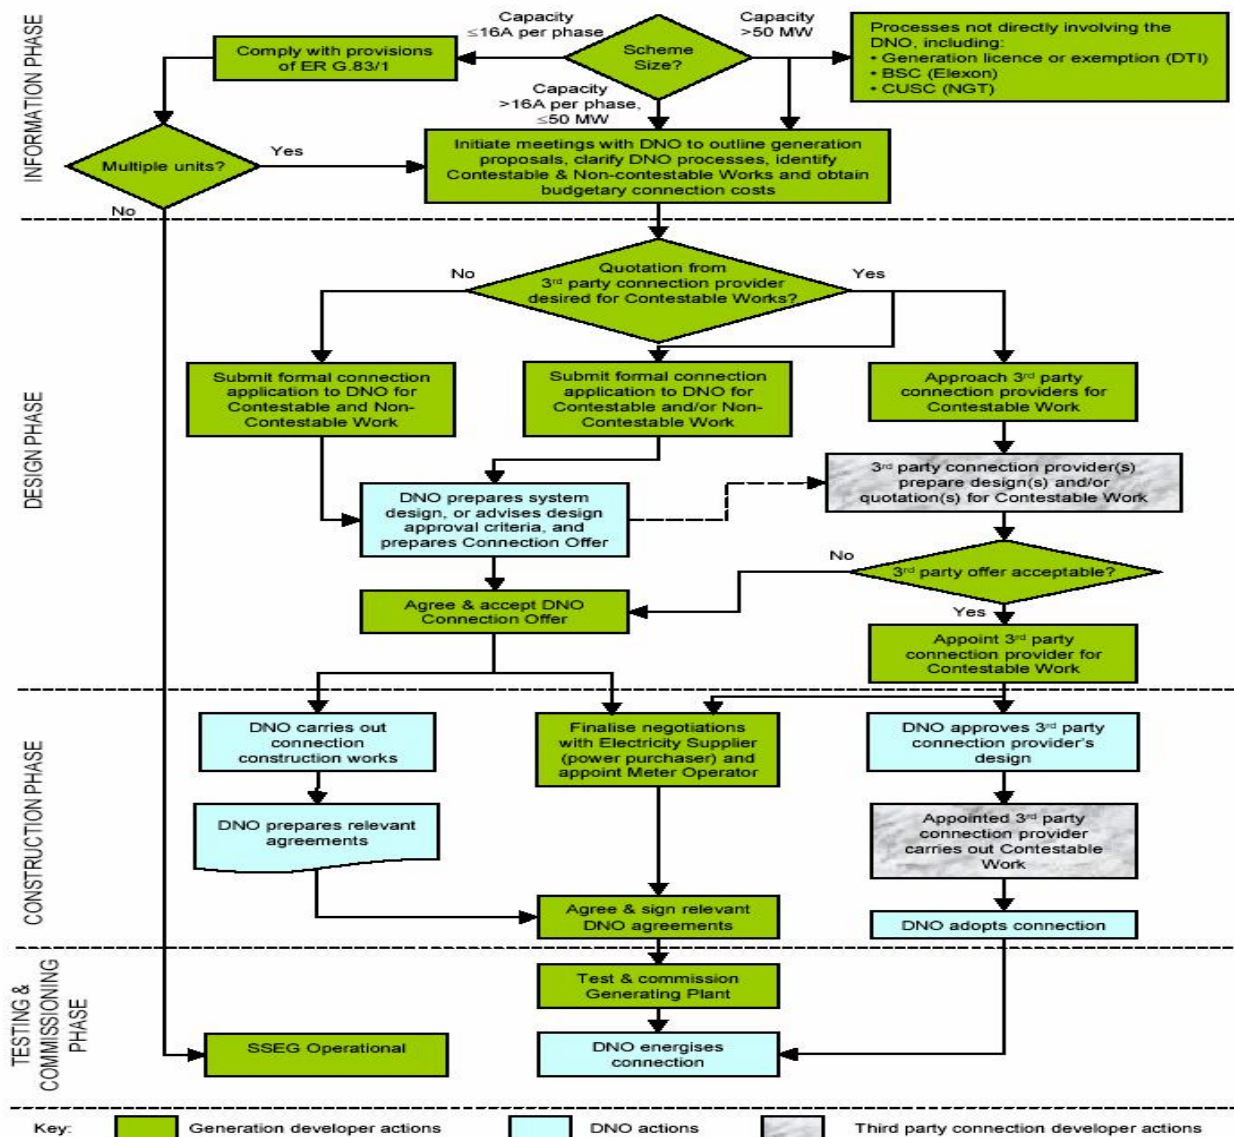 INFORMATION PHASE
Capacity
≤16A per phase
Capacity
>50 MW
Comply with provisions
of ER G.83/1
Scheme
Size?
Processes not directly involving the
DNO, including:
• Generation licence or exemption (DTI)
• BSC (Elexon)
• CUSC (NGT)
Capacity
>16A per phase,
≤50 MW
Multiple units?
Yes
No
Initiate meetings with DNO to outline generation
proposals, clarify DNO processes, identify
Contestable & Non-contestable Works and obtain
budgetary connection costs
DESIGN PHASE
No
Quotation from
3rd party connection provider
desired for Contestable Works?
Yes
Submit formal connection
application to DNO for
Contestable and Non-
Contestable Work
Submit formal connection
application to DNO for
Contestable and/or Non-
Contestable Work
Approach 3rd party
connection providers for
Contestable Work
DNO prepares system
design, or advises design
approval criteria, and
prepares Connection Offer
3rd party connection provider(s)
prepare design(s) and/or
quotation(s) for Contestable Work
No
3rd party offer acceptable?
Yes
Agree & accept DNO
Connection Offer
Appoint 3rd party
connection provider for
Contestable Work
CONSTRUCTION PHASE
DNO carries out
connection
construction works
Finalise negotiations
with Electricity Supplier
(power purchaser) and
appoint Meter Operator
DNO approves 3rd party
connection provider's
design
DNO prepares relevant
agreements
Appointed 3rd party
connection provider
carries out Contestable
Work
Agree & sign relevant
DNO agreements
DNO adopts connection
TESTING &
COMMISSIONING
PHASE
Test & commission
Generating Plant
SSEG Operational
DNO energises
connection
Key:
Generation developer actions
DNO actions
Third party connection developer actions